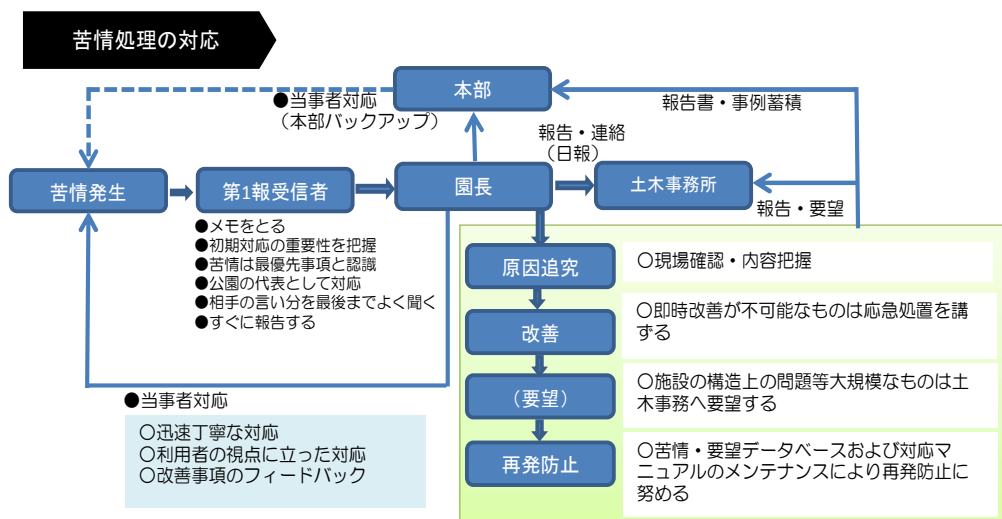 苦情処理の対応
本部
●当事者対応
（本部バックアップ）
報告書・事例蓄積
報告・連絡
（日報）
苦情発生
第1報受信者
園長
土木事務所
報告・要望
●メモをとる
●初期対応の重要性を把握
●苦情は最優先事項と認識
●公園の代表として対応
●相手の言い分を最後までよく聞く
●すぐに報告する
原因追究
〇現場確認・内容把握
改善
〇即時改善が不可能なものは応急処置を講
ずる
（要望）
〇施設の構造上の問題等大規模なものは土
木事務へ要望する
再発防止
〇苦情・要望データベースおよび対応マ
ニュアルのメンテナンスにより再発防止に
努める
●当事者対応
〇迅速丁寧な対応
〇利用者の視点に立った対応
〇改善事項のフィードバック